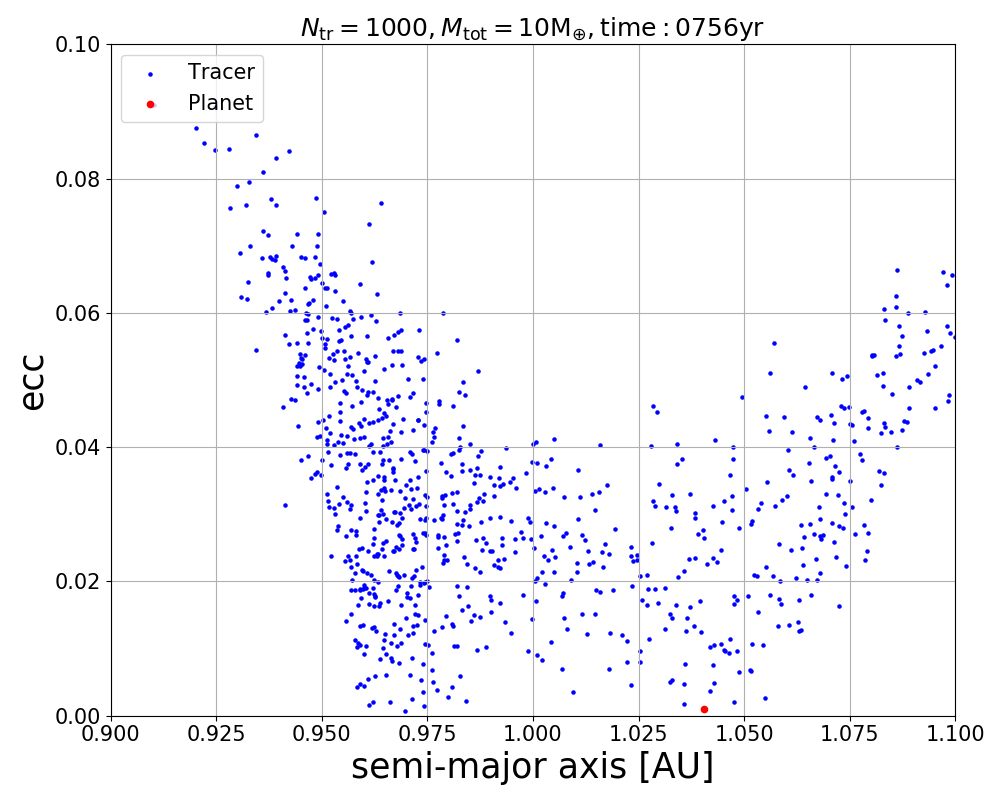 N_tr = 1000, M_tot = 10M_⊕, time : 0756yr
Tracer
Planet
0.10
0.08
0.06
0.04
0.02
0.00
ecc
0.900 0.925 0.950 0.975 1.000 1.025 1.050 1.075 1.100
semi-major axis [AU]